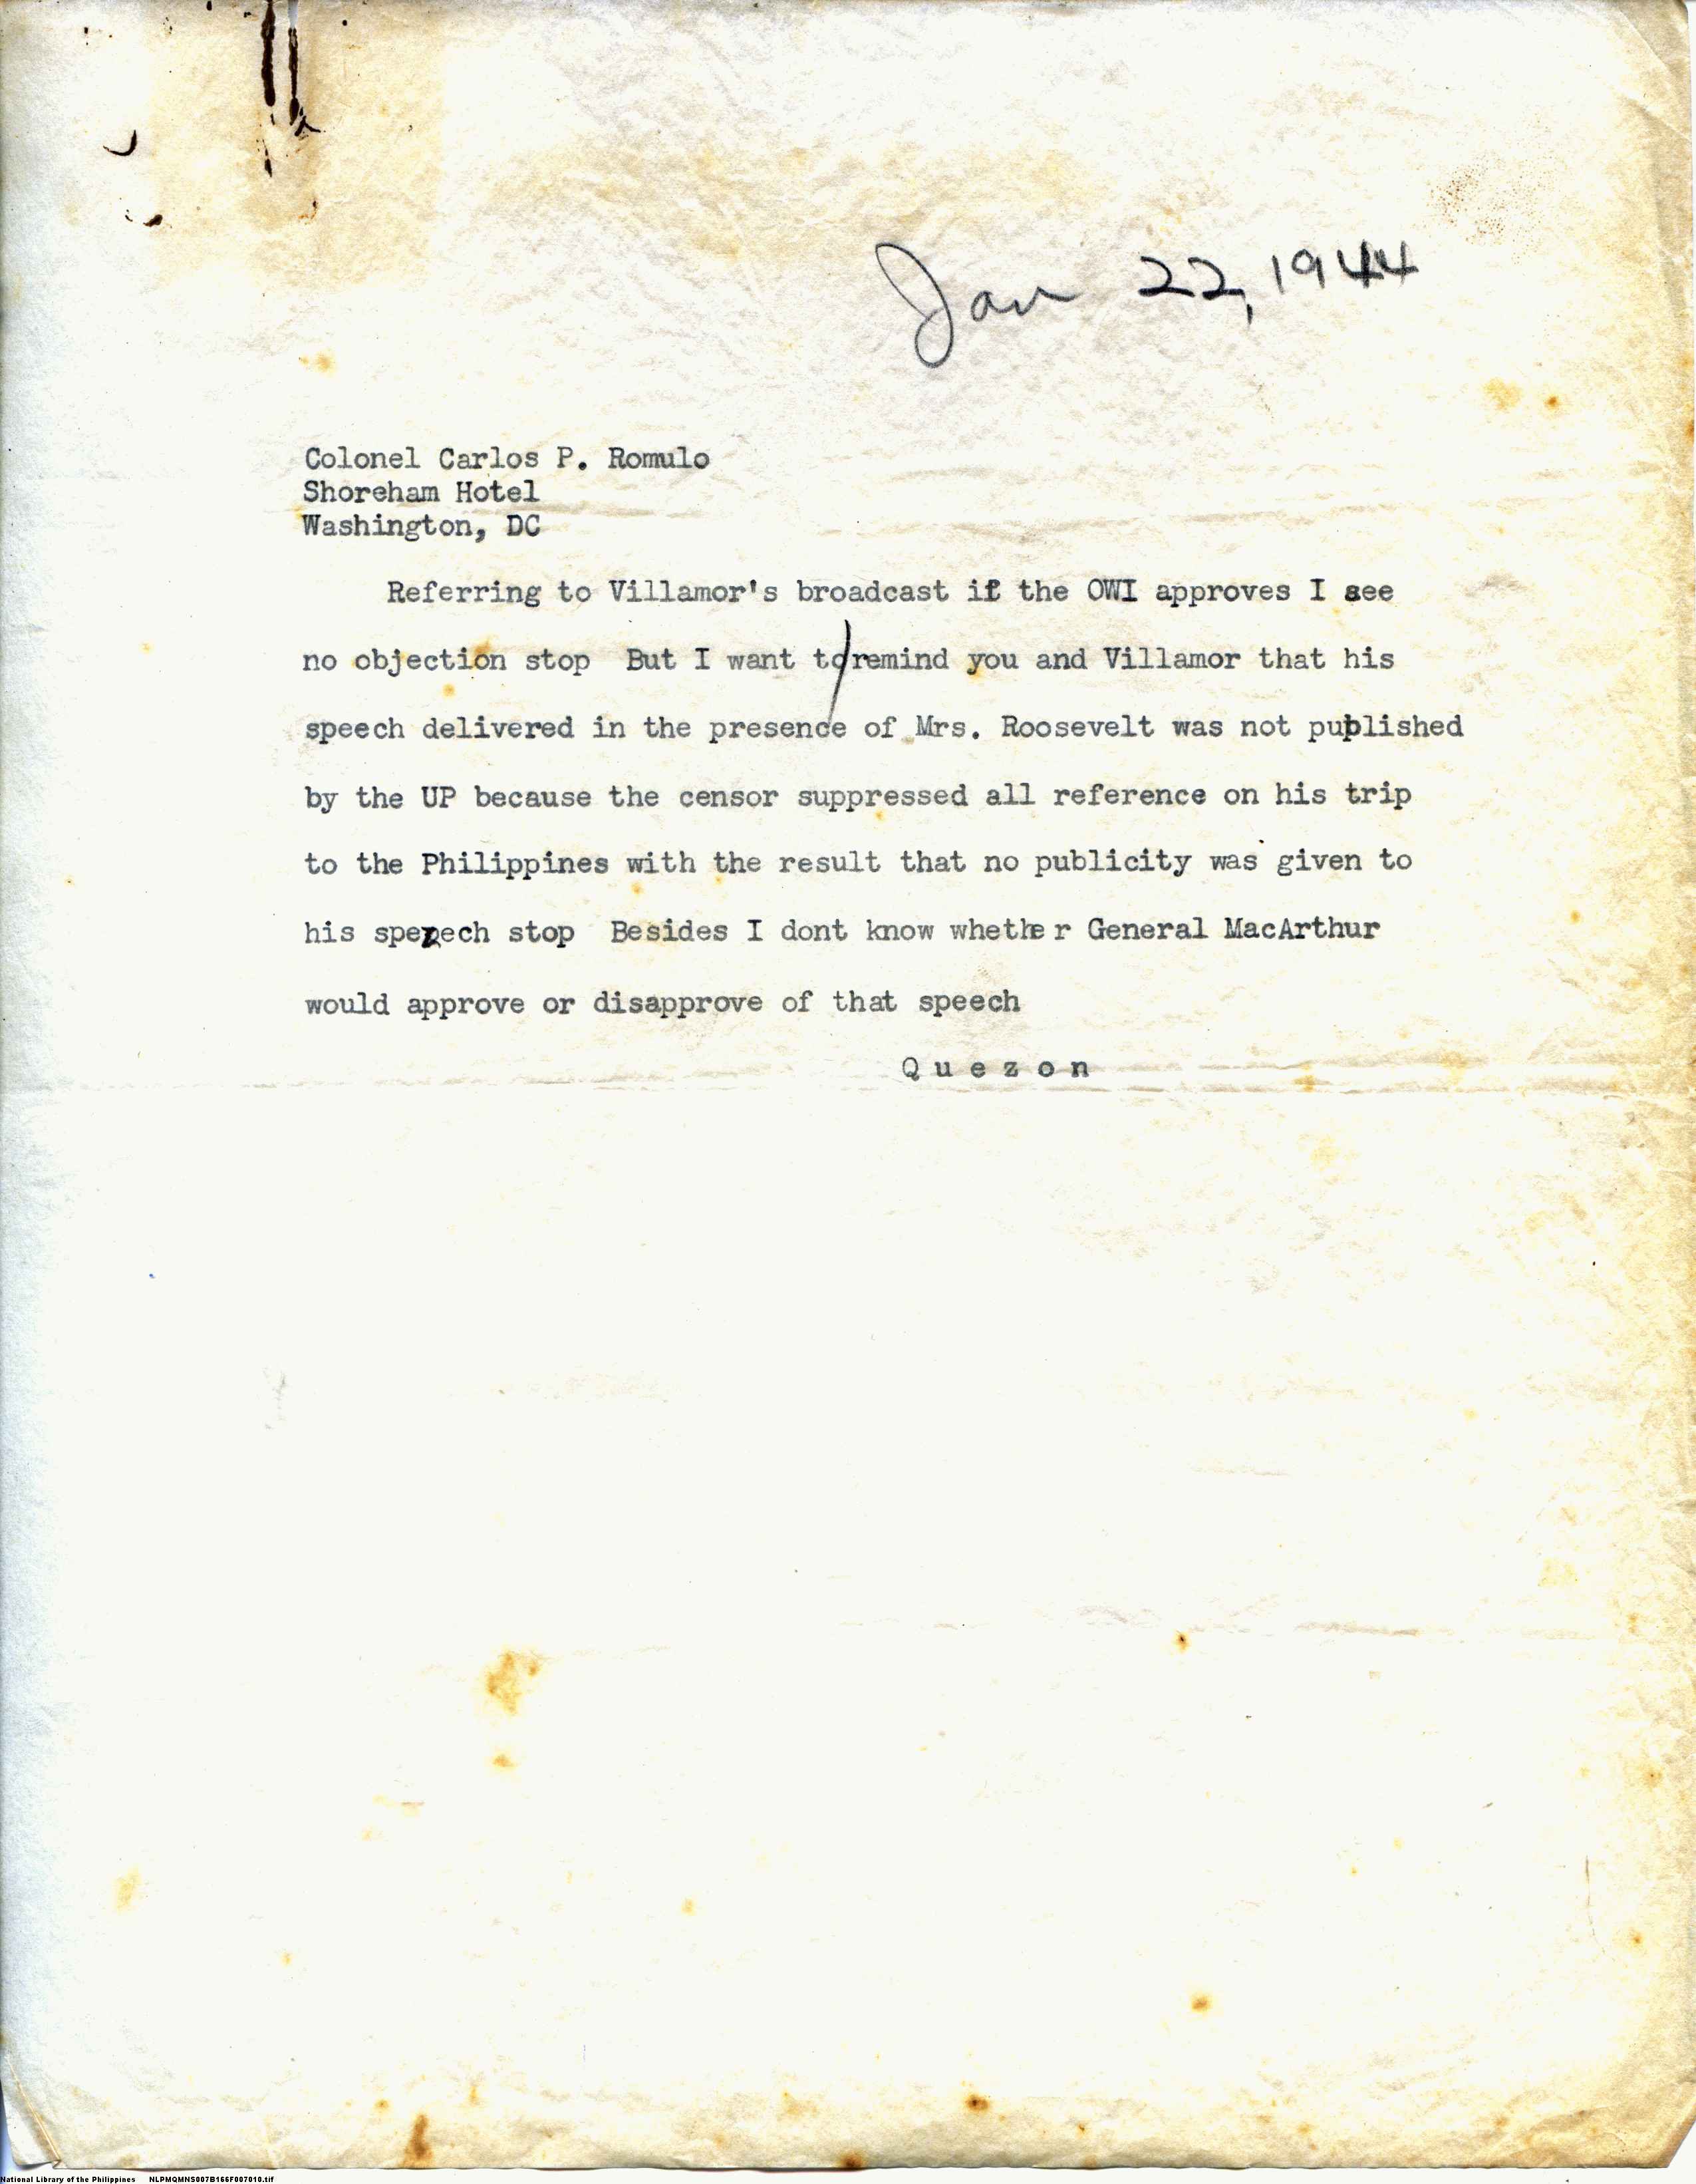 Jan 22, 1944
Colonel Carlos P. Romulo
Shoreham Hotel
Washington, DC
Referring to Villamor's broadcast if the OWI approves I see
no objection stop But I want to/remind you and Villamor that his
speech delivered in the presence of Mrs. Roosevelt was not published
by the UP because the censor suppressed all reference on his trip
to the Philippines with the result that no publicity was given to
his speech stop Besides I dont know whether General MacArthur
would approve or disapprove of that speech
Quezon
National Library of the Philippines NLPMQMNS007B166F007010.tif